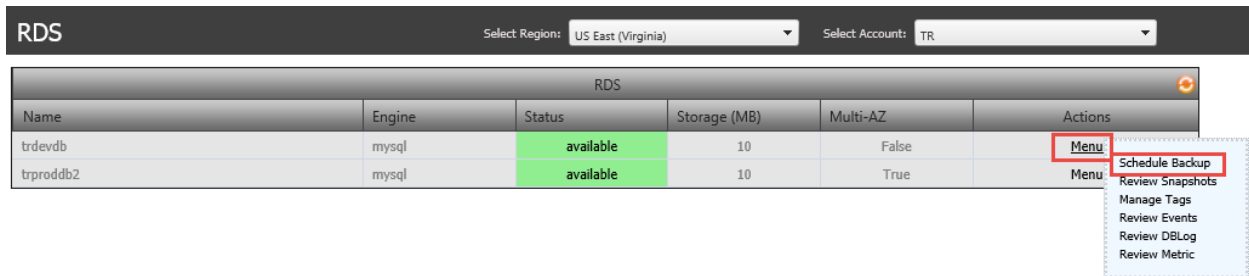 RDS Select Region: US East (Virginia) Select Account: TR
RDS
Name Engine Status Storage (MB) Multi-AZ Actions
trdevdb mysql available 10 False Menu
trproddb2 mysql available 10 True Menu
Schedule Backup
Review Snapshots
Manage Tags
Review Events
Review DBLog
Review Metric